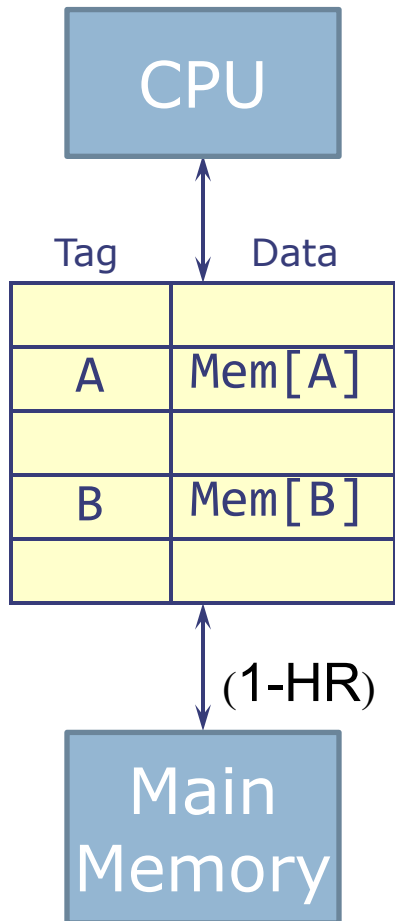 CPU
Tag Data
A Mem[A]
B Mem[B]
(1-HR)
Main
Memory